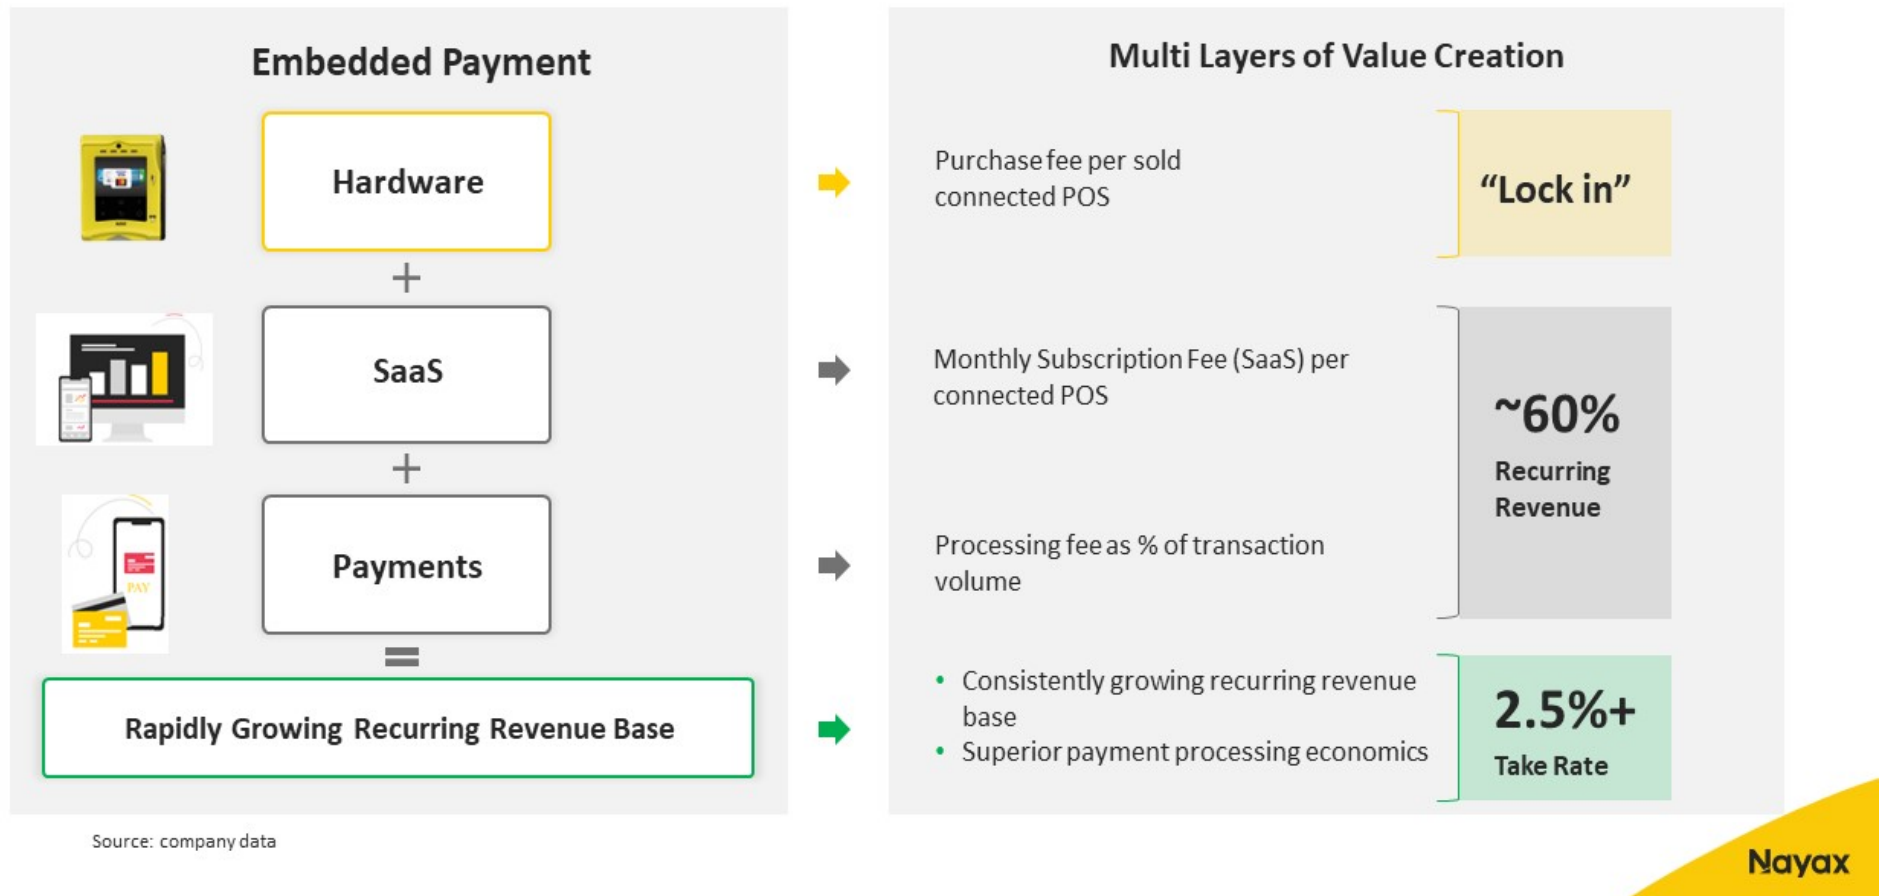 Embedded Payment
Hardware
+
SaaS
+
Payments
PAY
=
Rapidly Growing Recurring Revenue Base
Multi Layers of Value Creation
Purchase fee per sold
connected POS
“Lock in”
Monthly Subscription Fee (SaaS) per
connected POS
Processing fee as % of transaction
volume
~60%
Recurring
Revenue
• Consistently growing recurring revenue
base
• Superior payment processing economics
2.5%+
Take Rate
Source: company data
Nayax